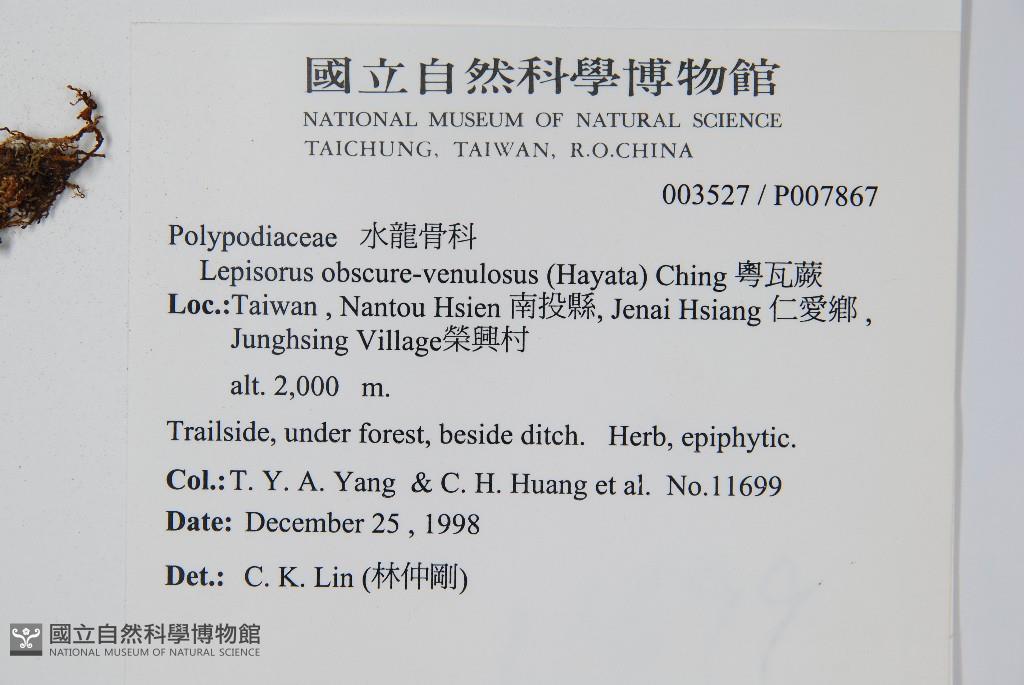 國立自然科學博物館
NATIONAL MUSEUM OF NATURAL SCIENCE
TAICHUNG, TAIWAN, R.O.CHINA
003527 / P007867
Polypodiaceae 水龍骨科
Lepisorus obscure-venulosus (Hayata) Ching 粵瓦蕨
Loc.:Taiwan , Nantou Hsien 南投縣, Jenai Hsiang 仁愛鄉 ,
Junghsing Village榮興村
alt. 2,000 m.
Trailside, under forest, beside ditch. Herb, epiphytic.
Col.:T. Y. A. Yang & C. H. Huang et al. No.11699
Date: December 25 , 1998
Det.: C. K. Lin (林仲剛)
國立自然科學博物館
NATIONAL MUSEUM OF NATURAL SCIENCE